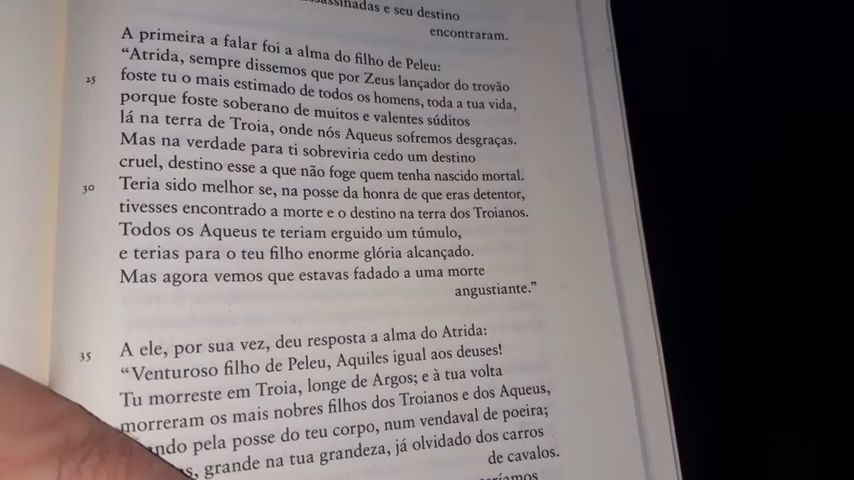 e seu destino
encontraram.
A primeira a falar foi a alma do filho de Peleu:
“Atrida, sempre dissemos que por Zeus lançador do trovão
25 foste tu o mais estimado de todos os homens, toda a tua vida,
porque foste soberano de muitos e valentes súditos
lá na terra de Troia, onde nós Aqueus sofremos desgraças.
Mas na verdade para ti sobreviria cedo um destino
cruel, destino esse a que não foge quem tenha nascido mortal.
30 Teria sido melhor se, na posse da honra de que eras detentor,
tivesses encontrado a morte e o destino na terra dos Troianos.
Todos os Aqueus te teriam erguido um túmulo,
e terias para o teu filho enorme glória alcançado.
Mas agora vemos que estavas fadado a uma morte
angustiante.”
35 A ele, por sua vez, deu resposta a alma do Atrida:
“Venturoso filho de Peleu, Aquiles igual aos deuses!
Tu morreste em Troia, longe de Argos; e à tua volta
morreram os mais nobres filhos dos Troianos e dos Aqueus,
pela posse do teu corpo, num vendaval de poeira;
grande na tua grandeza, já olvidado dos carros
de cavalos.